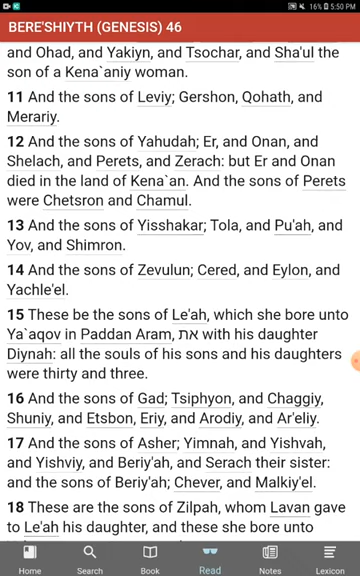 16% 5:50 PM
BERE'SHIYTH (GENESIS) 46
and Ohad, and Yakiyn, and Tsochar, and Sha'ul the
son of a Kena`aniy woman.
11 And the sons of Leviy; Gershon, Qohath, and
Merariy.
12 And the sons of Yahudah; Er, and Onan, and
Shelach, and Perets, and Zerach: but Er and Onan
died in the land of Kena`an. And the sons of Perets
were Chetsron and Chamul.
13 And the sons of Yisshakar; Tola, and Pu'ah, and
Yov, and Shimron.
14 And the sons of Zevulun; Cered, and Eylon, and
Yachle'el.
15 These be the sons of Le'ah, which she bore unto
Ya`aqov in Paddan Aram, את with his daughter
Diynah: all the souls of his sons and his daughters
were thirty and three.
16 And the sons of Gad; Tsiphyon, and Chaggiy,
Shuniy, and Etsbon, Eriy, and Arodiy, and Ar'eliy.
17 And the sons of Asher; Yimnah, and Yishvah,
and Yishviy, and Beriy'ah, and Serach their sister:
and the sons of Beriy'ah; Chever, and Malkiy'el.
18 These are the sons of Zilpah, whom Lavan gave
to Le'ah his daughter, and these she bore unto
Home Search Book Read Notes Lexicon